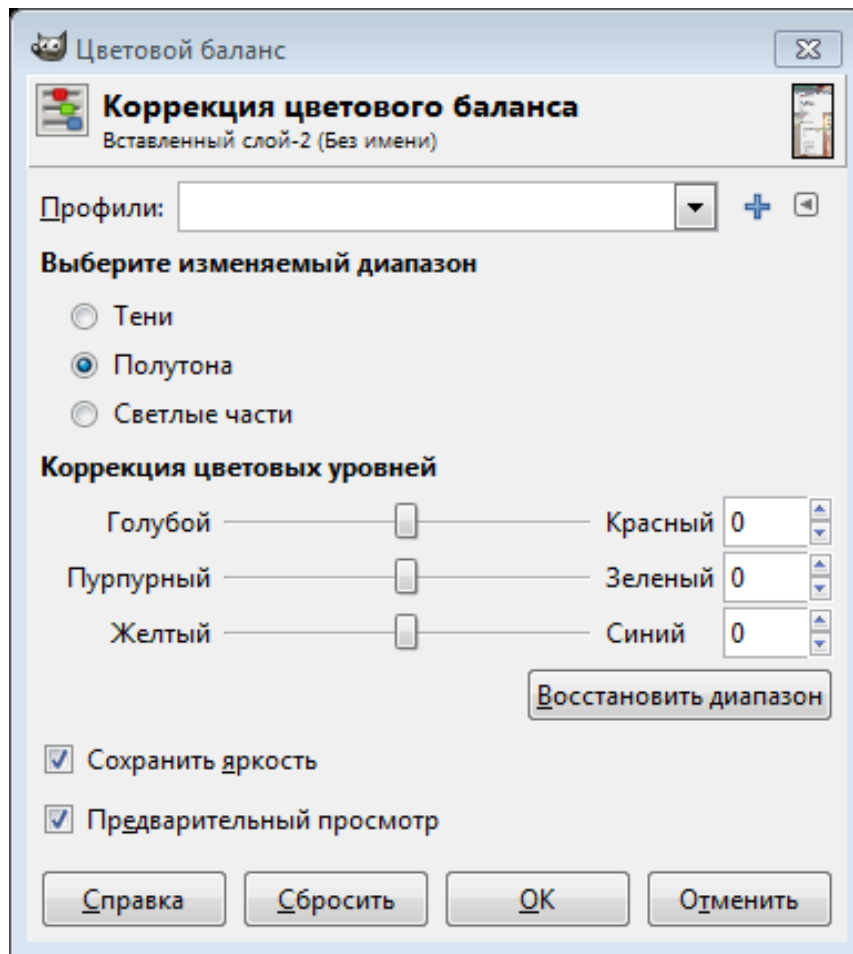 Цветовой баланс
Коррекция цветового баланса
Вставленный слой-2 (Без имени)
Профили:
Выберите изменяемый диапазон
Тени
Полутона
Светлые части
Коррекция цветовых уровней
Голубой Красный 0
Пурпурный Зеленый 0
Желтый Синий 0
Восстановить диапазон
Сохранить яркость
Предварительный просмотр
Справка Сбросить ОК Отменить